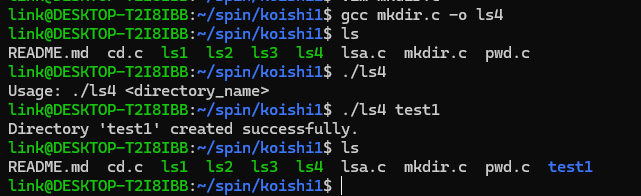 link@DESKTOP-T2I8IBB:~/spin/koishi1$ gcc mkdir.c -o ls4
link@DESKTOP-T2I8IBB:~/spin/koishi1$ ls
README.md  cd.c  ls1  ls2  ls3  ls4  lsa.c  mkdir.c  pwd.c
link@DESKTOP-T2I8IBB:~/spin/koishi1$ ./ls4
Usage: ./ls4 <directory_name>
link@DESKTOP-T2I8IBB:~/spin/koishi1$ ./ls4 test1
Directory 'test1' created successfully.
link@DESKTOP-T2I8IBB:~/spin/koishi1$ ls
README.md  cd.c  ls1  ls2  ls3  ls4  lsa.c  mkdir.c  pwd.c  test1
link@DESKTOP-T2I8IBB:~/spin/koishi1$